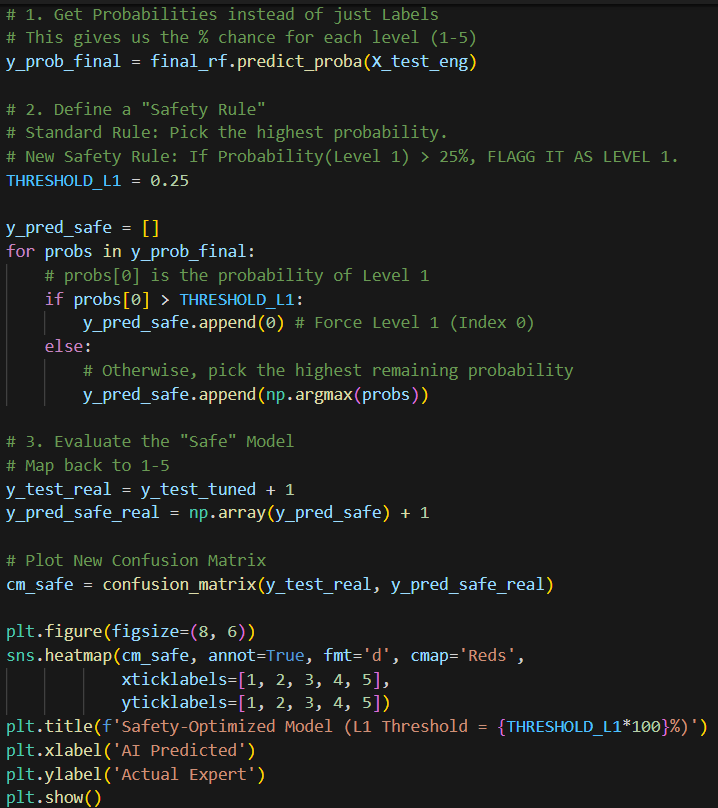 # 1. Get Probabilities instead of just Labels
# This gives us the % chance for each level (1-5)
y_prob_final = final_rf.predict_proba(X_test_eng)

# 2. Define a "Safety Rule"
# Standard Rule: Pick the highest probability.
# New Safety Rule: If Probability(Level 1) > 25%, FLAGG IT AS LEVEL 1.
THRESHOLD_L1 = 0.25

y_pred_safe = []
for probs in y_prob_final:
    # probs[0] is the probability of Level 1
    if probs[0] > THRESHOLD_L1:
        y_pred_safe.append(0) # Force Level 1 (Index 0)
    else:
        # Otherwise, pick the highest remaining probability
        y_pred_safe.append(np.argmax(probs))

# 3. Evaluate the "Safe" Model
# Map back to 1-5
y_test_real = y_test_tuned + 1
y_pred_safe_real = np.array(y_pred_safe) + 1

# Plot New Confusion Matrix
cm_safe = confusion_matrix(y_test_real, y_pred_safe_real)

plt.figure(figsize=(8, 6))
sns.heatmap(cm_safe, annot=True, fmt='d', cmap='Reds',
            xticklabels=[1, 2, 3, 4, 5],
            yticklabels=[1, 2, 3, 4, 5])
plt.title(f'Safety-Optimized Model (L1 Threshold = {THRESHOLD_L1*100}%)')
plt.xlabel('AI Predicted')
plt.ylabel('Actual Expert')
plt.show()